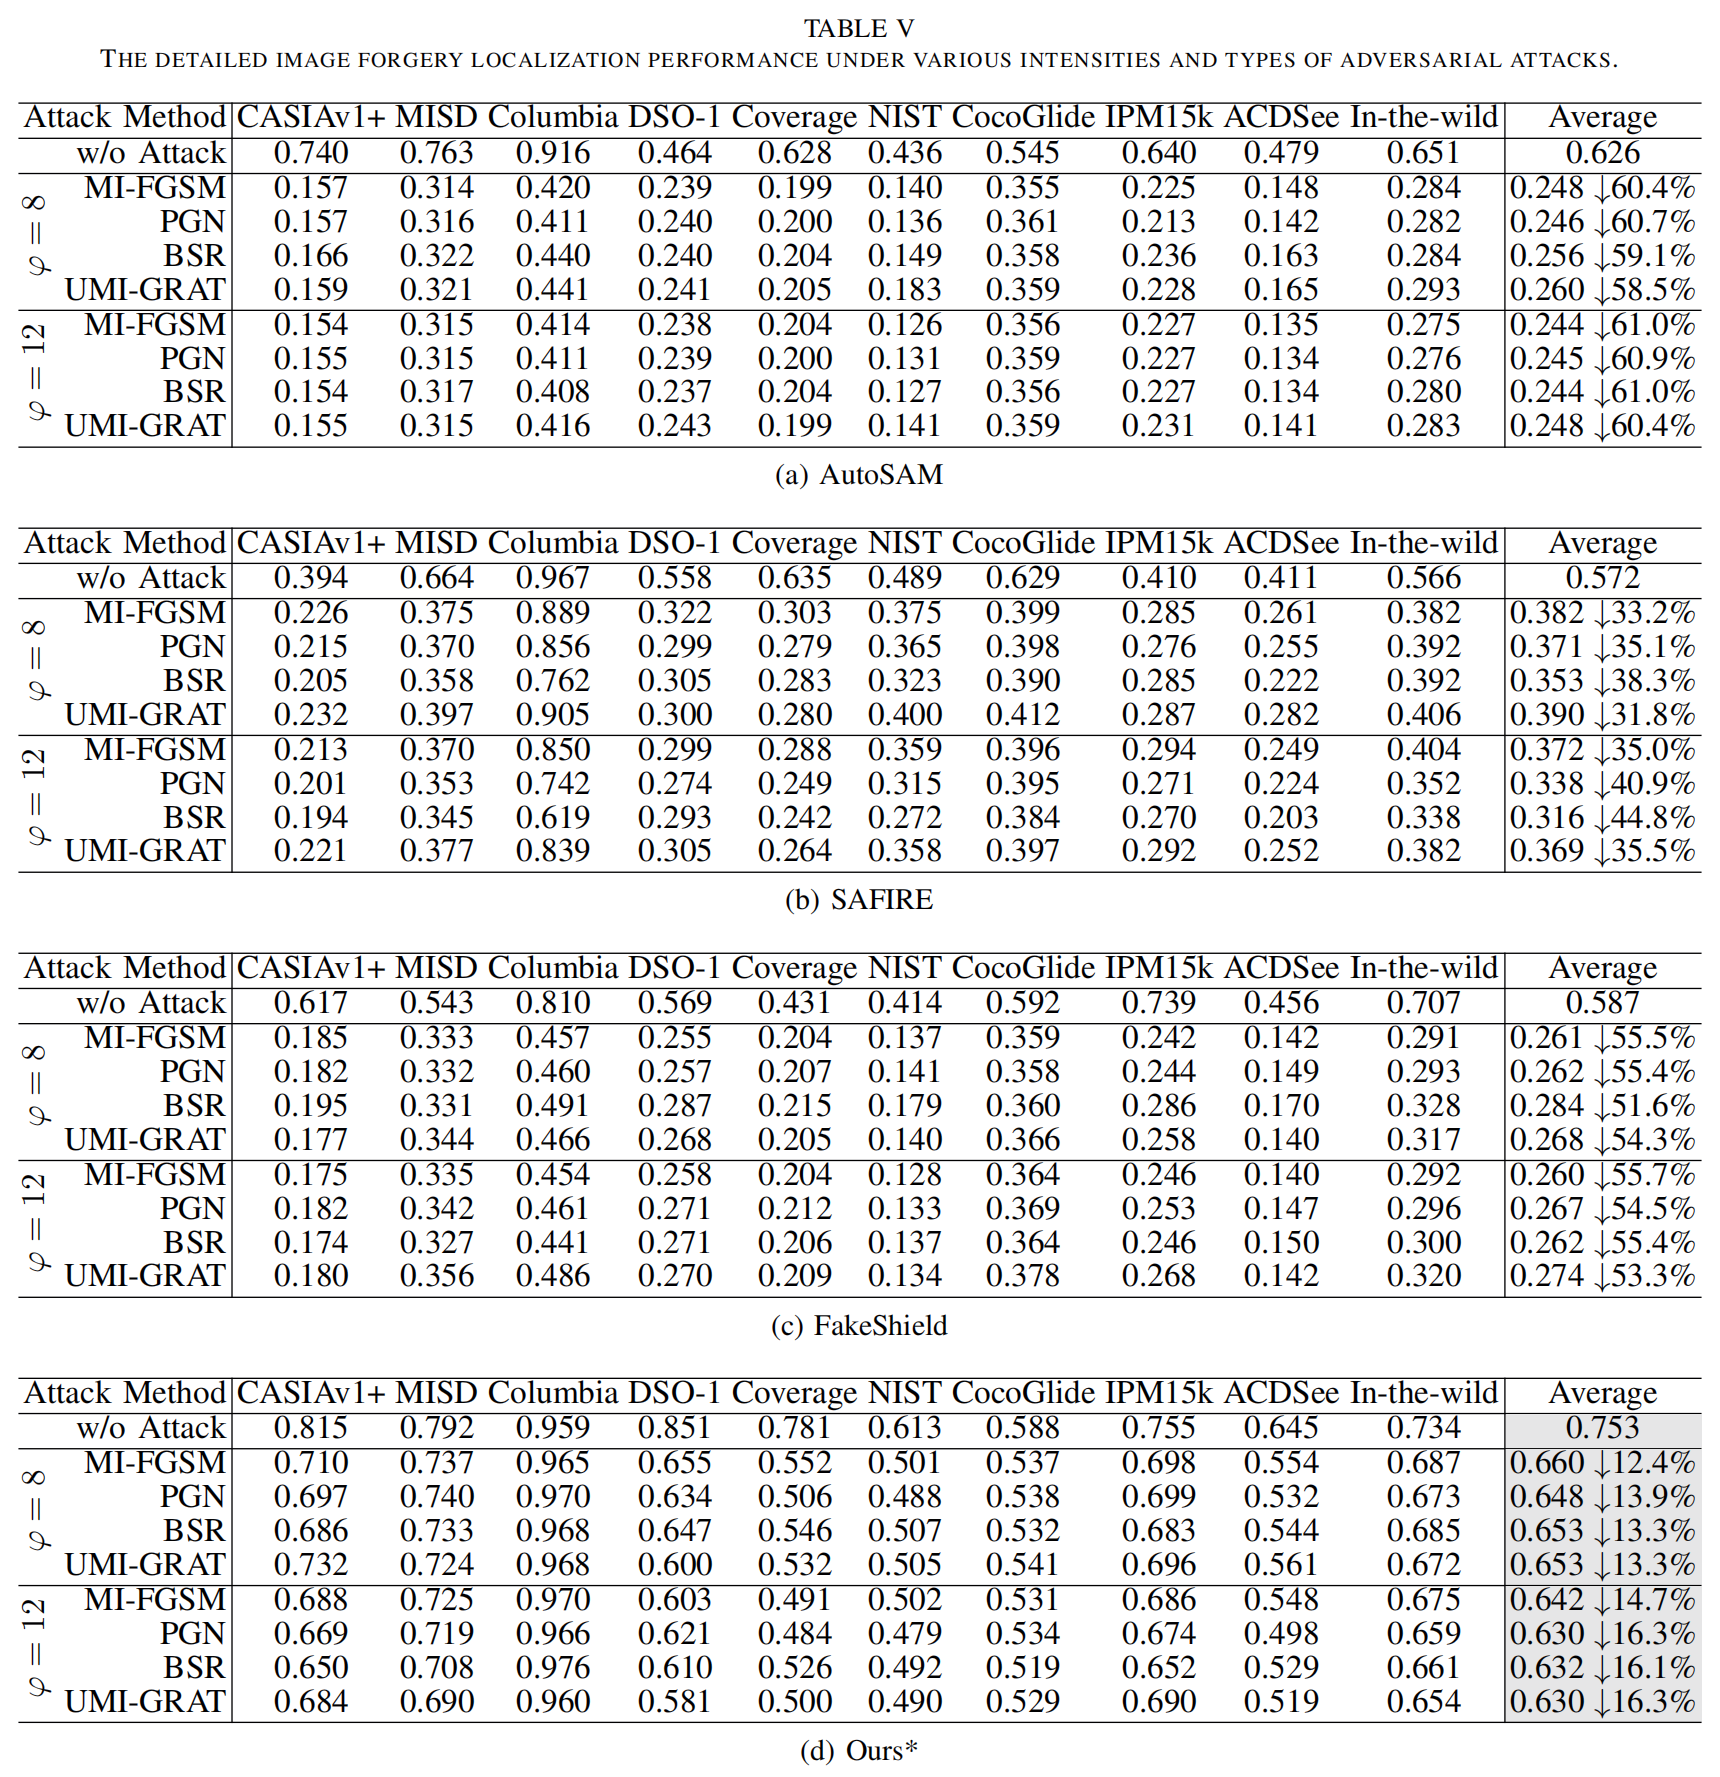 TABLE V
THE DETAILED IMAGE FORGERY LOCALIZATION PERFORMANCE UNDER VARIOUS INTENSITIES AND TYPES OF ADVERSARIAL ATTACKS.
Attack Method CASIAv1+ MISD Columbia DSO-1 Coverage NIST CocoGlide IPM15k ACDSee In-the-wild Average
w/o Attack 0.740 0.763 0.916 0.464 0.628 0.436 0.545 0.640 0.479 0.651 0.626
φ = 8
MI-FGSM 0.157 0.314 0.420 0.239 0.199 0.140 0.355 0.225 0.148 0.284 0.248 ↓60.4%
PGN 0.157 0.316 0.411 0.240 0.200 0.136 0.361 0.213 0.142 0.282 0.246 ↓60.7%
BSR 0.166 0.322 0.440 0.240 0.204 0.149 0.358 0.236 0.163 0.284 0.256 ↓59.1%
UMI-GRAT 0.159 0.321 0.441 0.241 0.205 0.183 0.359 0.228 0.165 0.293 0.260 ↓58.5%
φ = 12
MI-FGSM 0.154 0.315 0.414 0.238 0.204 0.126 0.356 0.227 0.135 0.275 0.244 ↓61.0%
PGN 0.155 0.315 0.411 0.239 0.200 0.131 0.359 0.227 0.134 0.276 0.245 ↓60.9%
BSR 0.154 0.317 0.408 0.237 0.204 0.127 0.356 0.227 0.134 0.280 0.244 ↓61.0%
UMI-GRAT 0.155 0.315 0.416 0.243 0.199 0.141 0.359 0.231 0.141 0.283 0.248 ↓60.4%
(a) AutoSAM
Attack Method CASIAv1+ MISD Columbia DSO-1 Coverage NIST CocoGlide IPM15k ACDSee In-the-wild Average
w/o Attack 0.394 0.664 0.967 0.558 0.635 0.489 0.629 0.410 0.411 0.566 0.572
φ = 8
MI-FGSM 0.226 0.375 0.889 0.322 0.303 0.375 0.399 0.285 0.261 0.382 0.382 ↓33.2%
PGN 0.215 0.370 0.856 0.299 0.279 0.365 0.398 0.276 0.255 0.392 0.371 ↓35.1%
BSR 0.205 0.358 0.762 0.305 0.283 0.323 0.390 0.285 0.222 0.392 0.353 ↓38.3%
UMI-GRAT 0.232 0.397 0.905 0.300 0.280 0.400 0.412 0.287 0.282 0.406 0.390 ↓31.8%
φ = 12
MI-FGSM 0.213 0.370 0.850 0.299 0.288 0.359 0.396 0.294 0.249 0.404 0.372 ↓35.0%
PGN 0.201 0.353 0.742 0.274 0.249 0.315 0.395 0.271 0.224 0.352 0.338 ↓40.9%
BSR 0.194 0.345 0.619 0.293 0.242 0.272 0.384 0.270 0.203 0.338 0.316 ↓44.8%
UMI-GRAT 0.221 0.377 0.839 0.305 0.264 0.358 0.397 0.292 0.252 0.382 0.369 ↓35.5%
(b) SAFIRE
Attack Method CASIAv1+ MISD Columbia DSO-1 Coverage NIST CocoGlide IPM15k ACDSee In-the-wild Average
w/o Attack 0.617 0.543 0.810 0.569 0.431 0.414 0.592 0.739 0.456 0.707 0.587
φ = 8
MI-FGSM 0.185 0.333 0.457 0.255 0.204 0.137 0.359 0.242 0.142 0.291 0.261 ↓55.5%
PGN 0.182 0.332 0.460 0.257 0.207 0.141 0.358 0.244 0.149 0.293 0.262 ↓55.4%
BSR 0.195 0.331 0.491 0.287 0.215 0.179 0.360 0.286 0.170 0.328 0.284 ↓51.6%
UMI-GRAT 0.177 0.344 0.466 0.268 0.205 0.140 0.366 0.258 0.140 0.317 0.268 ↓54.3%
φ = 12
MI-FGSM 0.175 0.335 0.454 0.258 0.204 0.128 0.364 0.246 0.140 0.292 0.260 ↓55.7%
PGN 0.182 0.342 0.461 0.271 0.212 0.133 0.369 0.253 0.147 0.296 0.267 ↓54.5%
BSR 0.174 0.327 0.441 0.271 0.206 0.137 0.364 0.246 0.150 0.300 0.262 ↓55.4%
UMI-GRAT 0.180 0.356 0.486 0.270 0.209 0.134 0.378 0.268 0.142 0.320 0.274 ↓53.3%
(c) FakeShield
Attack Method CASIAv1+ MISD Columbia DSO-1 Coverage NIST CocoGlide IPM15k ACDSee In-the-wild Average
w/o Attack 0.815 0.792 0.959 0.851 0.781 0.613 0.588 0.755 0.645 0.734 0.753
φ = 8
MI-FGSM 0.710 0.737 0.965 0.655 0.552 0.501 0.537 0.698 0.554 0.687 0.660 ↓12.4%
PGN 0.697 0.740 0.970 0.634 0.506 0.488 0.538 0.699 0.532 0.673 0.648 ↓13.9%
BSR 0.686 0.733 0.968 0.647 0.546 0.507 0.532 0.683 0.544 0.685 0.653 ↓13.3%
UMI-GRAT 0.732 0.724 0.968 0.600 0.532 0.505 0.541 0.696 0.561 0.672 0.653 ↓13.3%
φ = 12
MI-FGSM 0.688 0.725 0.970 0.603 0.491 0.502 0.531 0.686 0.548 0.675 0.642 ↓14.7%
PGN 0.669 0.719 0.966 0.621 0.484 0.479 0.534 0.674 0.498 0.659 0.630 ↓16.3%
BSR 0.650 0.708 0.976 0.610 0.526 0.492 0.519 0.652 0.529 0.661 0.632 ↓16.1%
UMI-GRAT 0.684 0.690 0.960 0.581 0.500 0.490 0.529 0.690 0.519 0.654 0.630 ↓16.3%
(d) Ours*